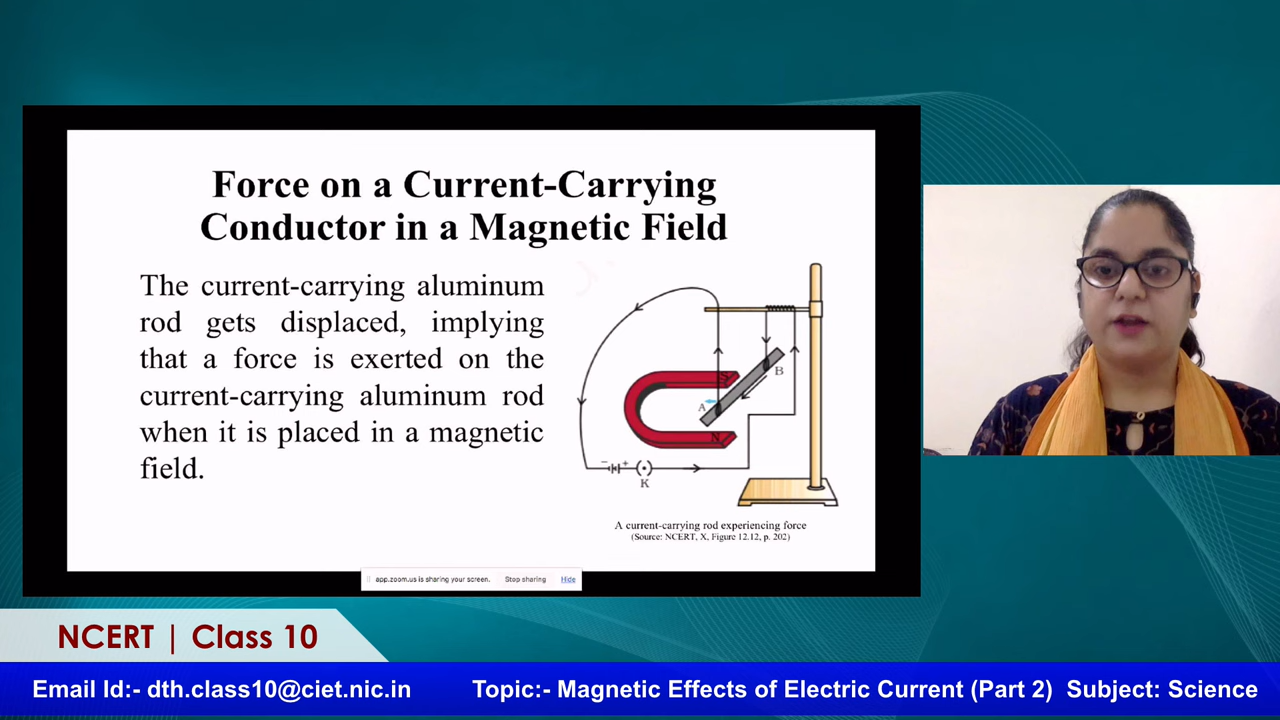 Force on a Current-Carrying
Conductor in a Magnetic Field
The current-carrying aluminum
rod gets displaced, implying
that a force is exerted on the
current-carrying aluminum rod
when it is placed in a magnetic
field.
S
B
A
N
− +
K
A current-carrying rod experiencing force
(Source: NCERT, X, Figure 12.12, p. 202)
app.zoom.us is sharing your screen. Stop sharing Hide
NCERT | Class 10
Email Id:- dth.class10@ciet.nic.in Topic:- Magnetic Effects of Electric Current (Part 2) Subject: Science